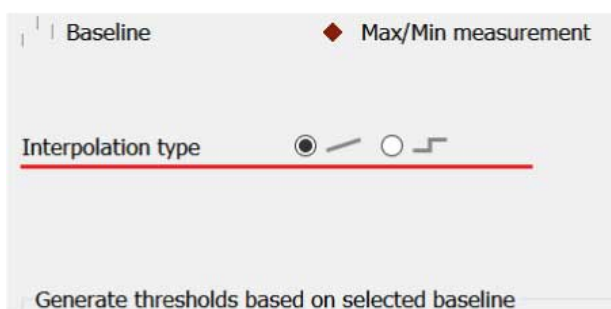 Baseline Max/Min measurement
Interpolation type
Generate thresholds based on selected baseline